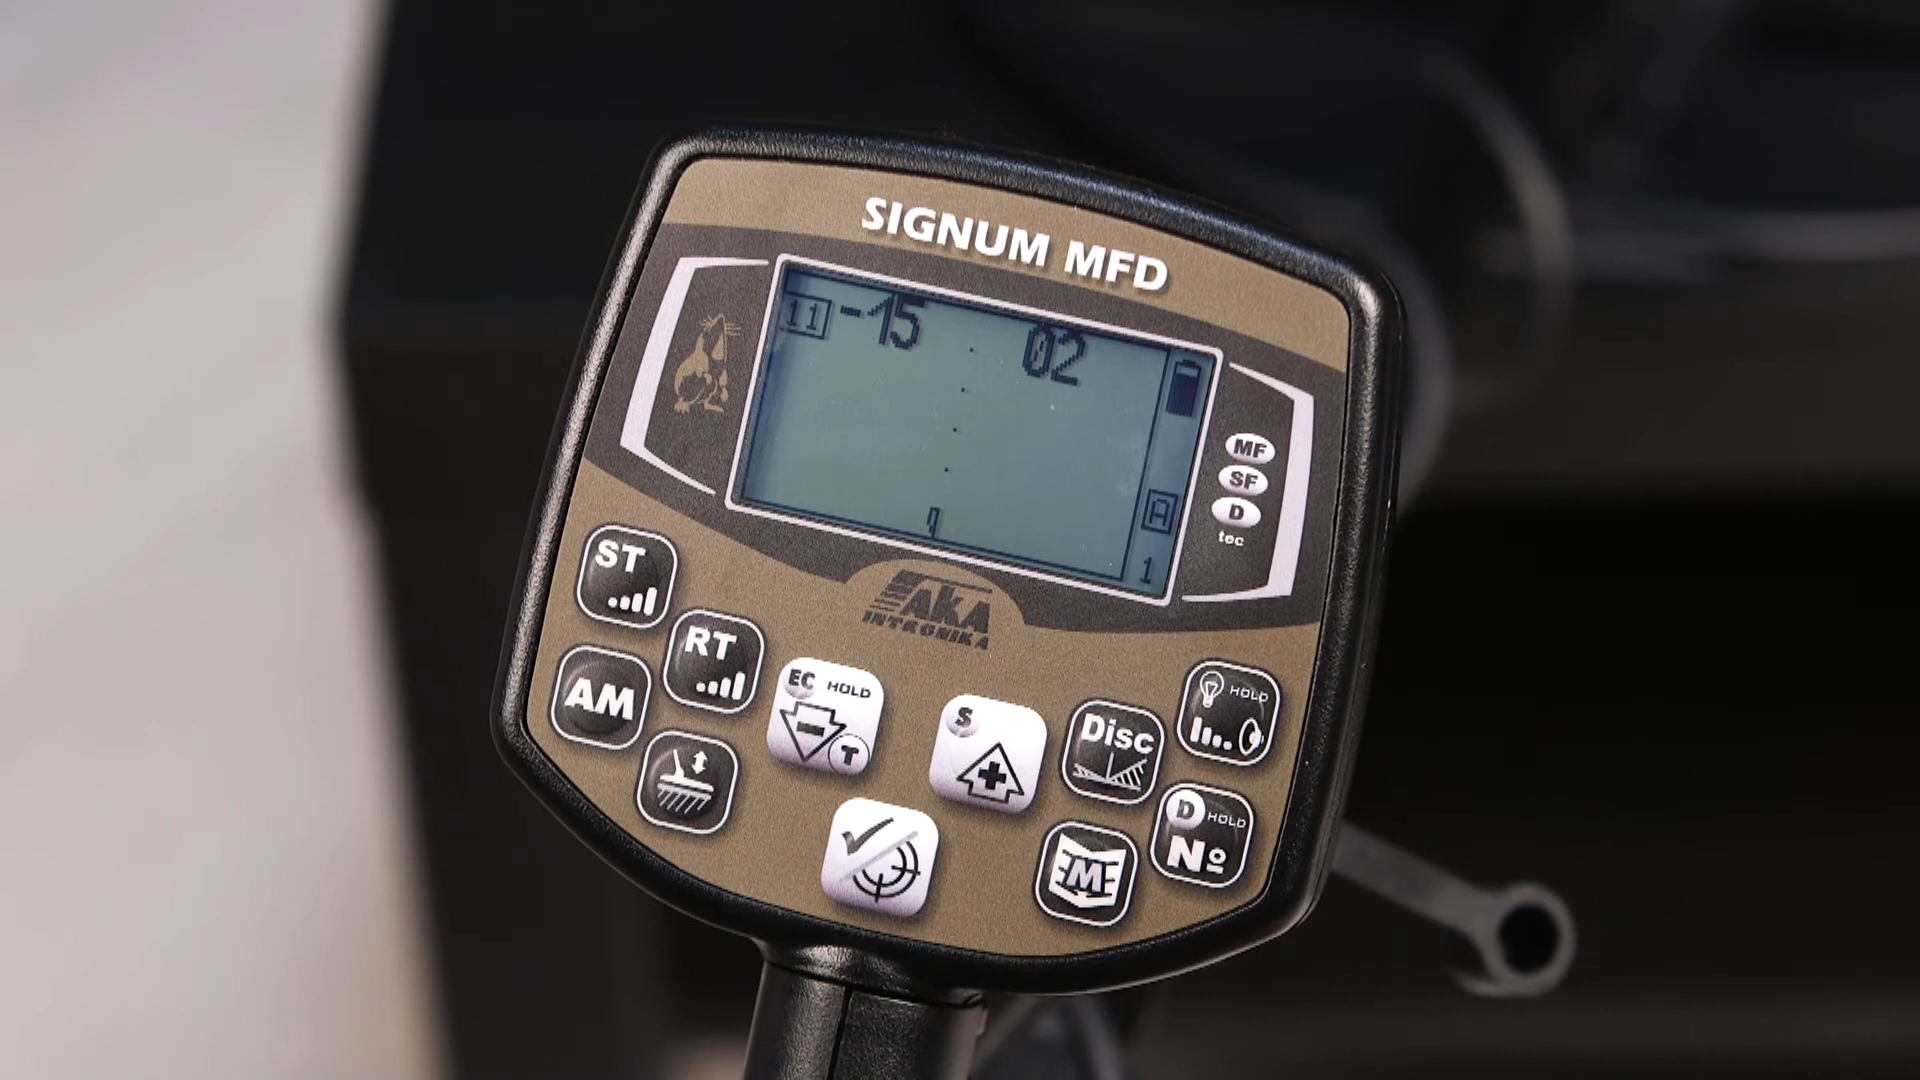 SIGNUM MFD
11 -15 02
MF
SF
D
tec
A
1
AKA
INTRONIKA
ST
RT
AM
EC HOLD
T
S
Disc
HOLD
D HOLD
№
M